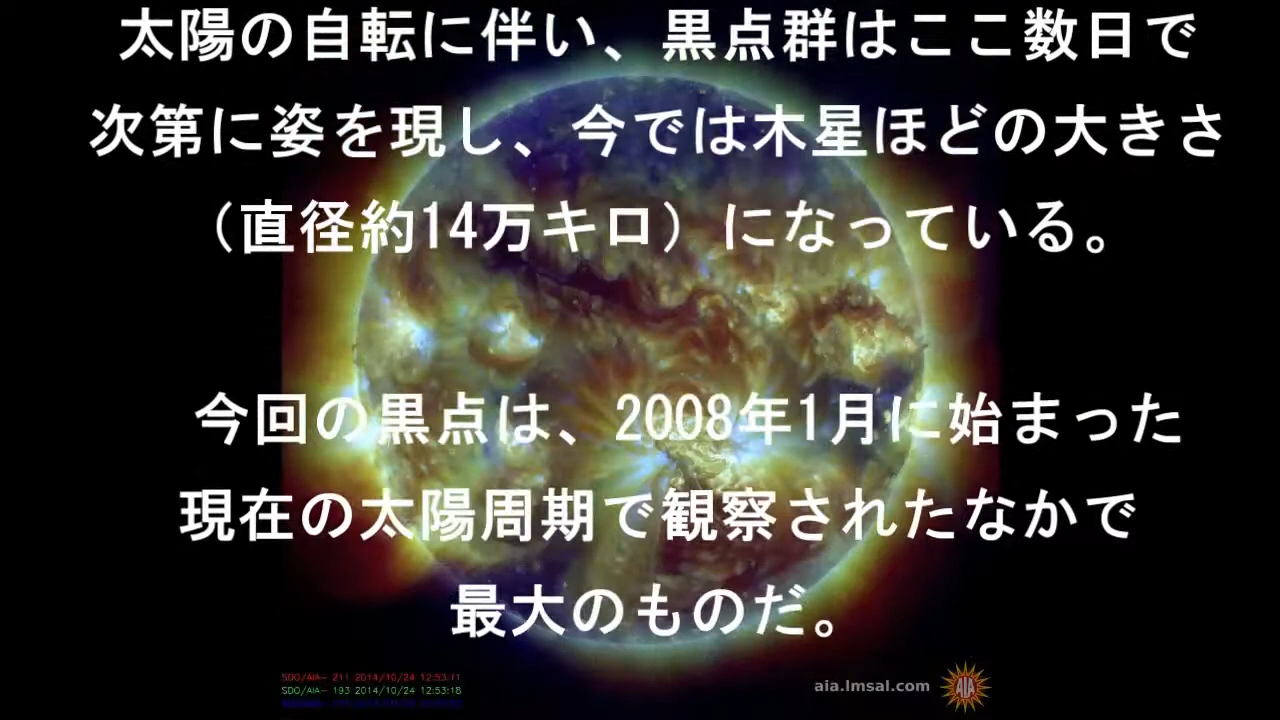 太陽の自転に伴い、黒点群はここ数日で
次第に姿を現し、今では木星ほどの大きさ
（直径約14万キロ）になっている。
今回の黒点は、2008年1月に始まった
現在の太陽周期で観察されたなかで
最大のものだ。
SDO/AIA- 211 2014/10/24 12:53:11
SDO/AIA- 193 2014/10/24 12:53:18
aia.lmsal.com
AIA